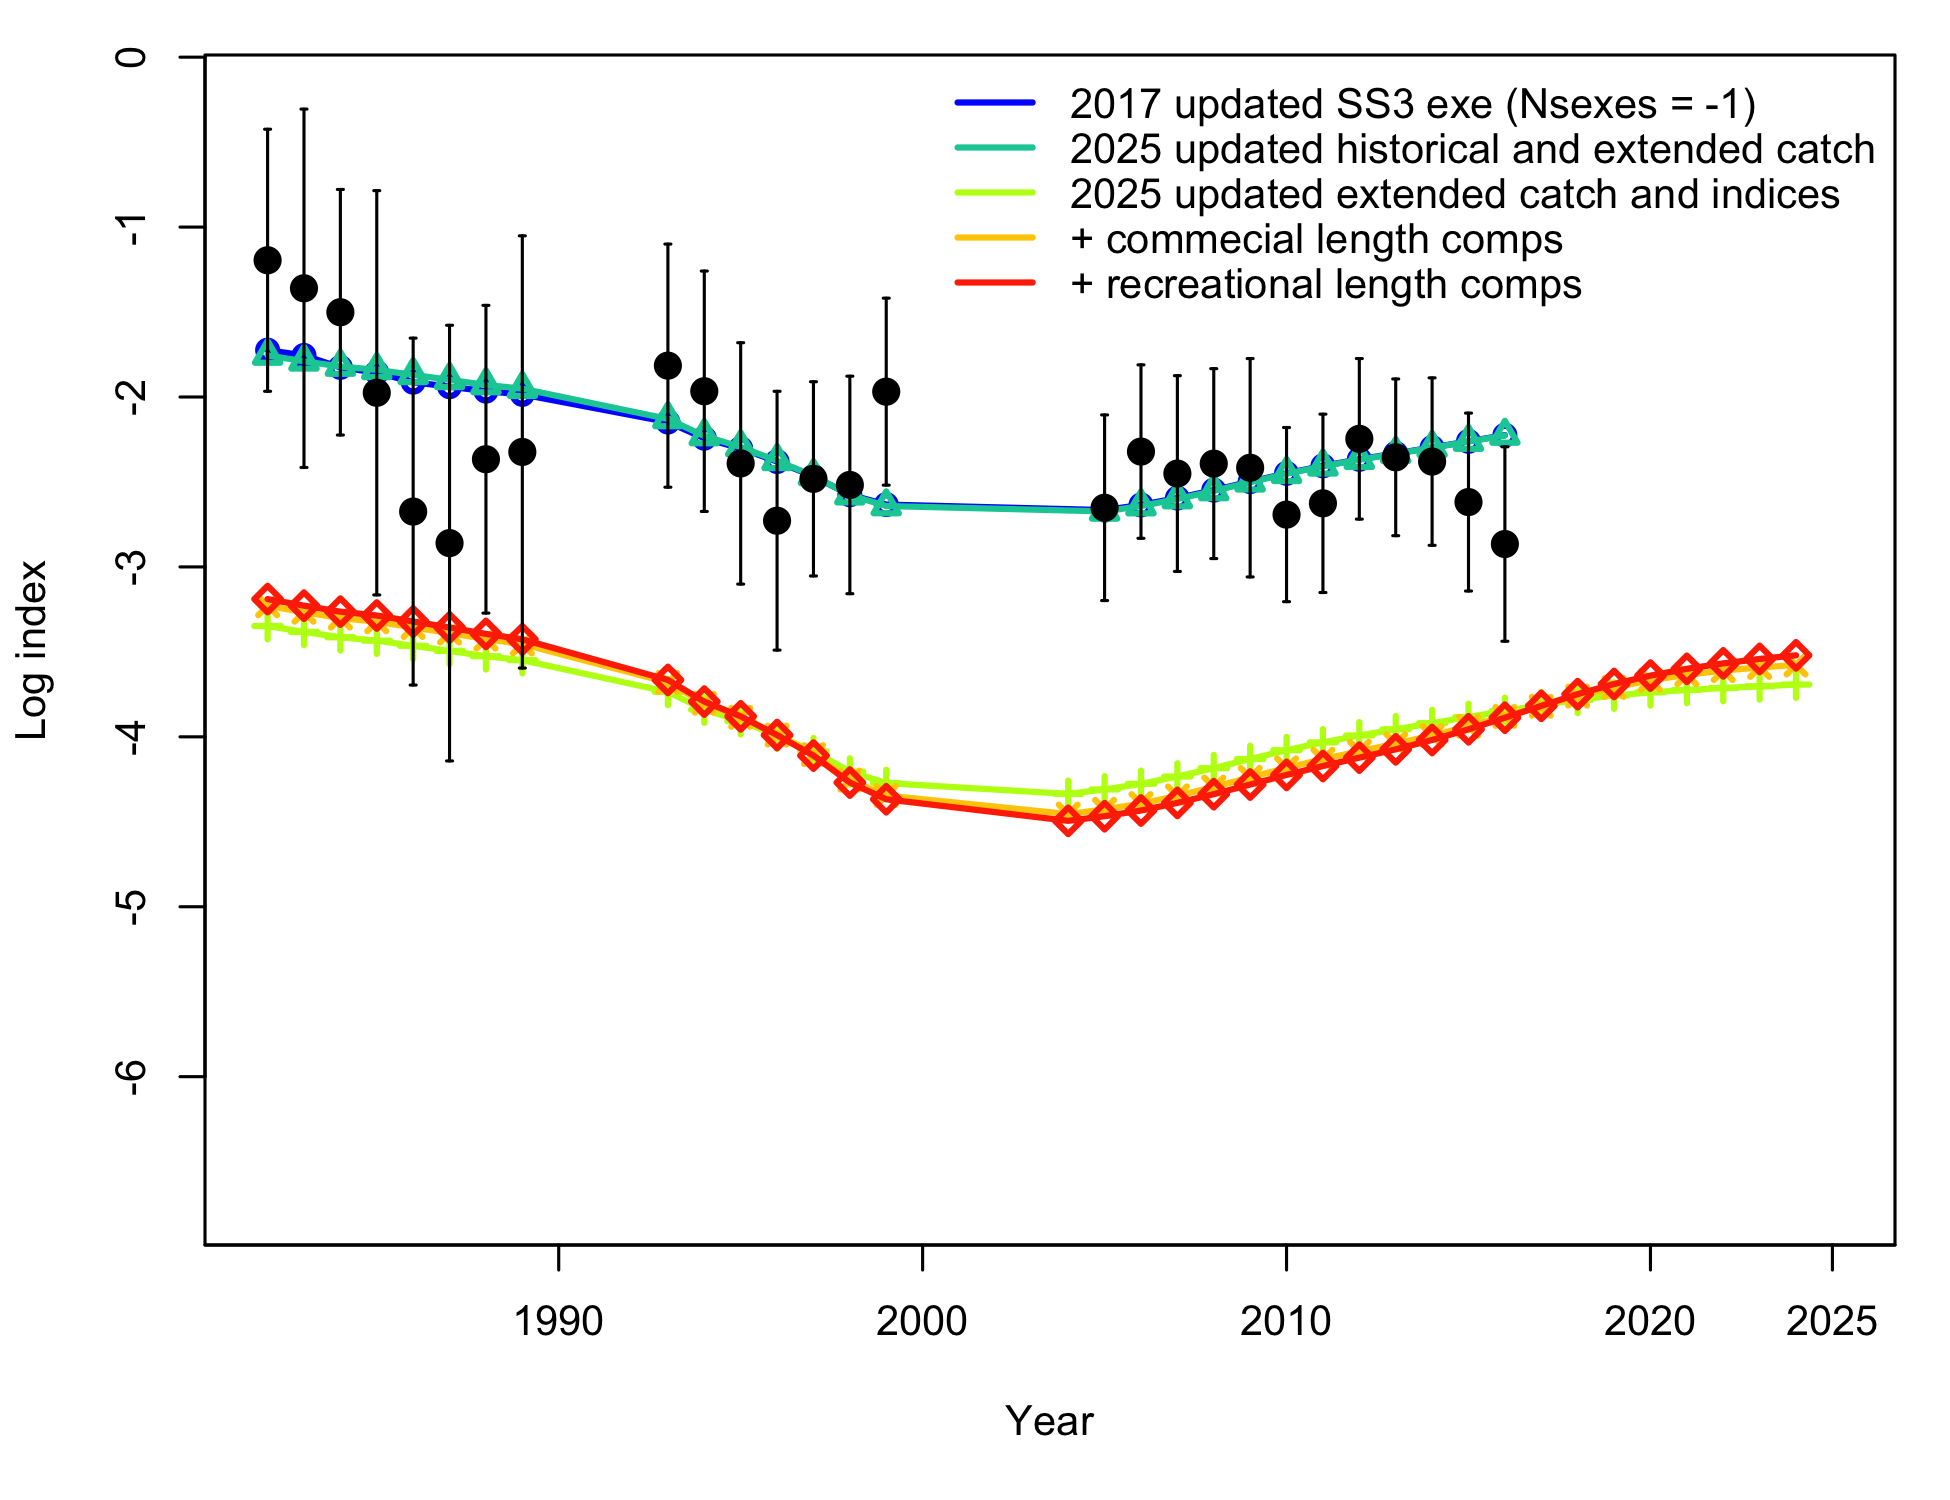 0
-1
-2
-3
-4
-5
-6
Log index
2017 updated SS3 exe (Nsexes = -1)
2025 updated historical and extended catch
2025 updated extended catch and indices
+ commecial length comps
+ recreational length comps
1990
2000
2010
2020
2025
Year